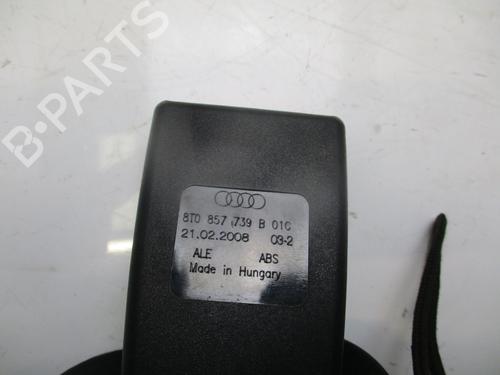 B-PARTS
8T0 857 739 B 01C
21.02.2008 03-2
ALE ABS
Made in Hungary